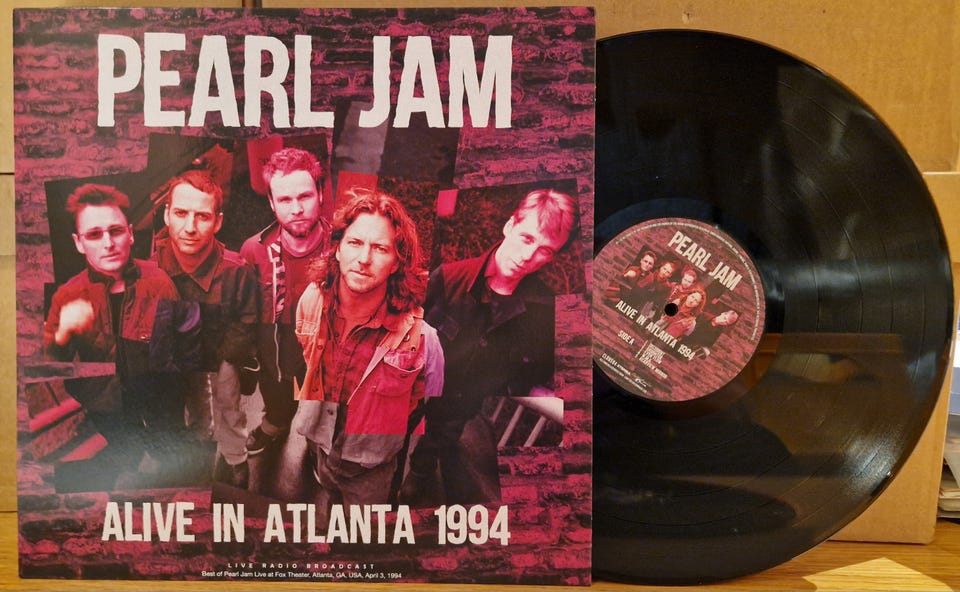 PEARL JAM
ALIVE IN ATLANTA 1994
LIVE RADIO BROADCAST
Best of Pearl Jam Live at Fox Theater, Atlanta, GA, USA, April 3, 1994
PEARL JAM
ALIVE IN ATLANTA 1994
SIDE A